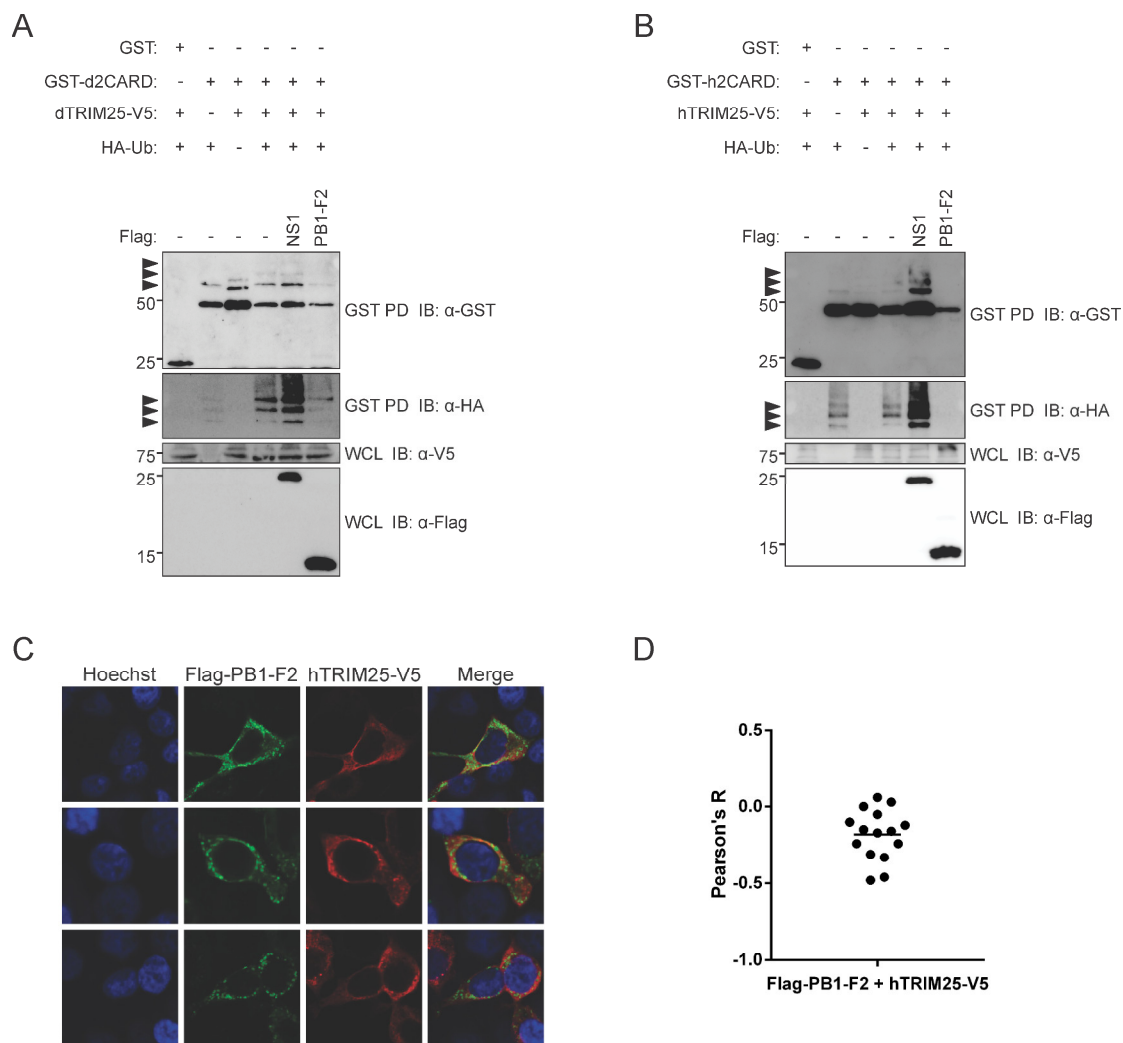 A
GST: + - - - - -
GST-d2CARD: - + + + + +
dTRIM25-V5: + - + + + +
HA-Ub: + + - + + +
Flag: - - - - NS1 PB1-F2
50
25
GST PD IB: α-GST
GST PD IB: α-HA
75
WCL IB: α-V5
25
15
WCL IB: α-Flag
B
GST: + - - - - -
GST-h2CARD: - + + + + +
hTRIM25-V5: + - + + + +
HA-Ub: + + - + + +
Flag: - - - - NS1 PB1-F2
50
25
GST PD IB: α-GST
GST PD IB: α-HA
75
WCL IB: α-V5
25
15
WCL IB: α-Flag
C
Hoechst Flag-PB1-F2 hTRIM25-V5 Merge
D
0.5
0.0
-0.5
-1.0
Pearson's R
Flag-PB1-F2 + hTRIM25-V5